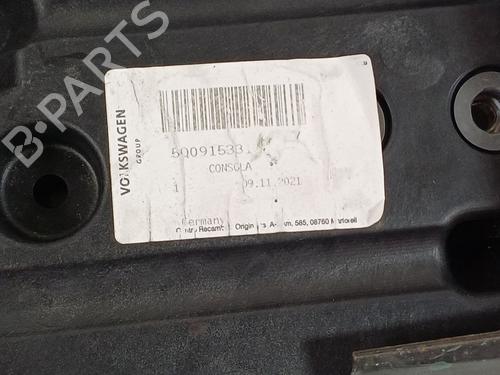 B-PARTS
VOLKSWAGEN
GROUP
5Q091533
CONSOLA
1 09.11.2021
Germany
Origin 585, 08760 Martorell